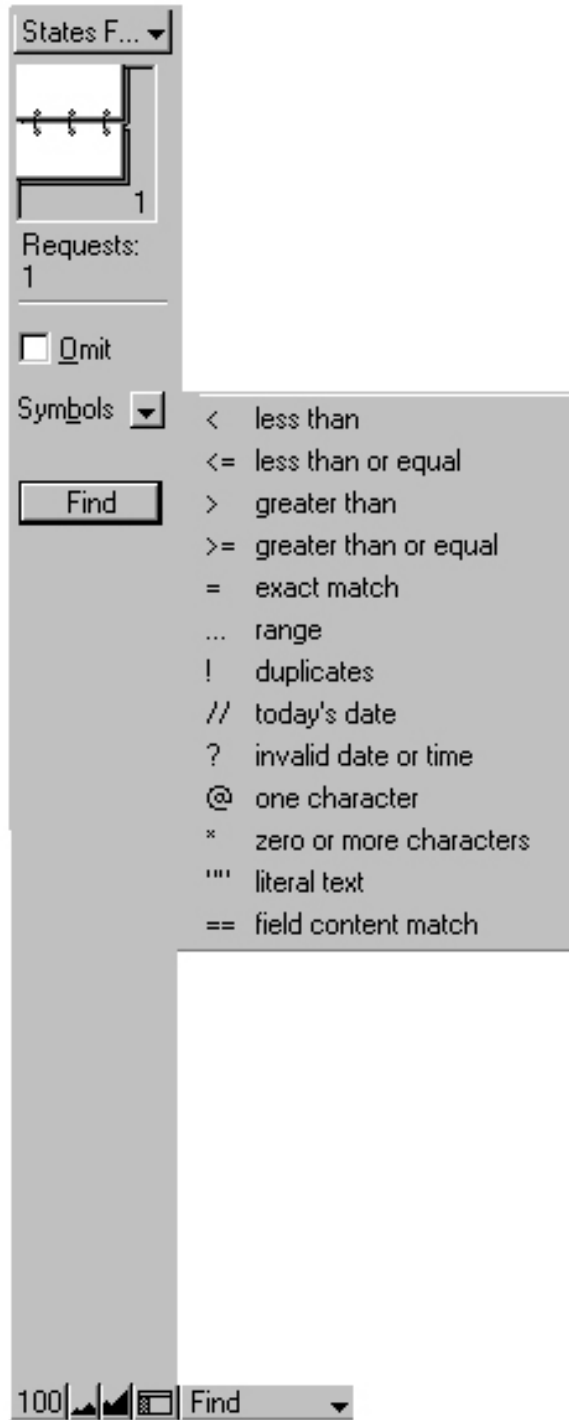 States F...
1
Requests:
1
Omit
Symbols
< less than
<= less than or equal
> greater than
>= greater than or equal
= exact match
... range
! duplicates
// today's date
? invalid date or time
@ one character
* zero or more characters
"" literal text
== field content match
Find
100 Find